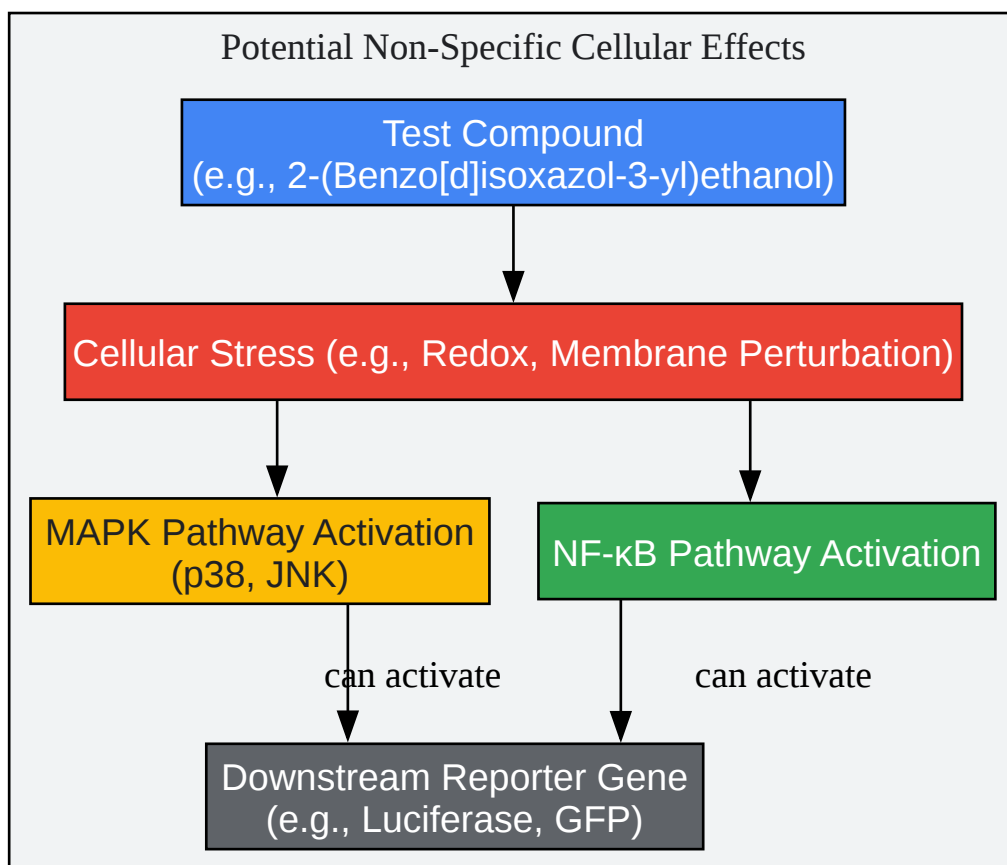 Potential Non-Specific Cellular Effects
Test Compound
(e.g., 2-(Benzo[d]isoxazol-3-yl)ethanol)
Cellular Stress (e.g., Redox, Membrane Perturbation)
MAPK Pathway Activation
(p38, JNK)
NF-κB Pathway Activation
can activate
can activate
Downstream Reporter Gene
(e.g., Luciferase, GFP)